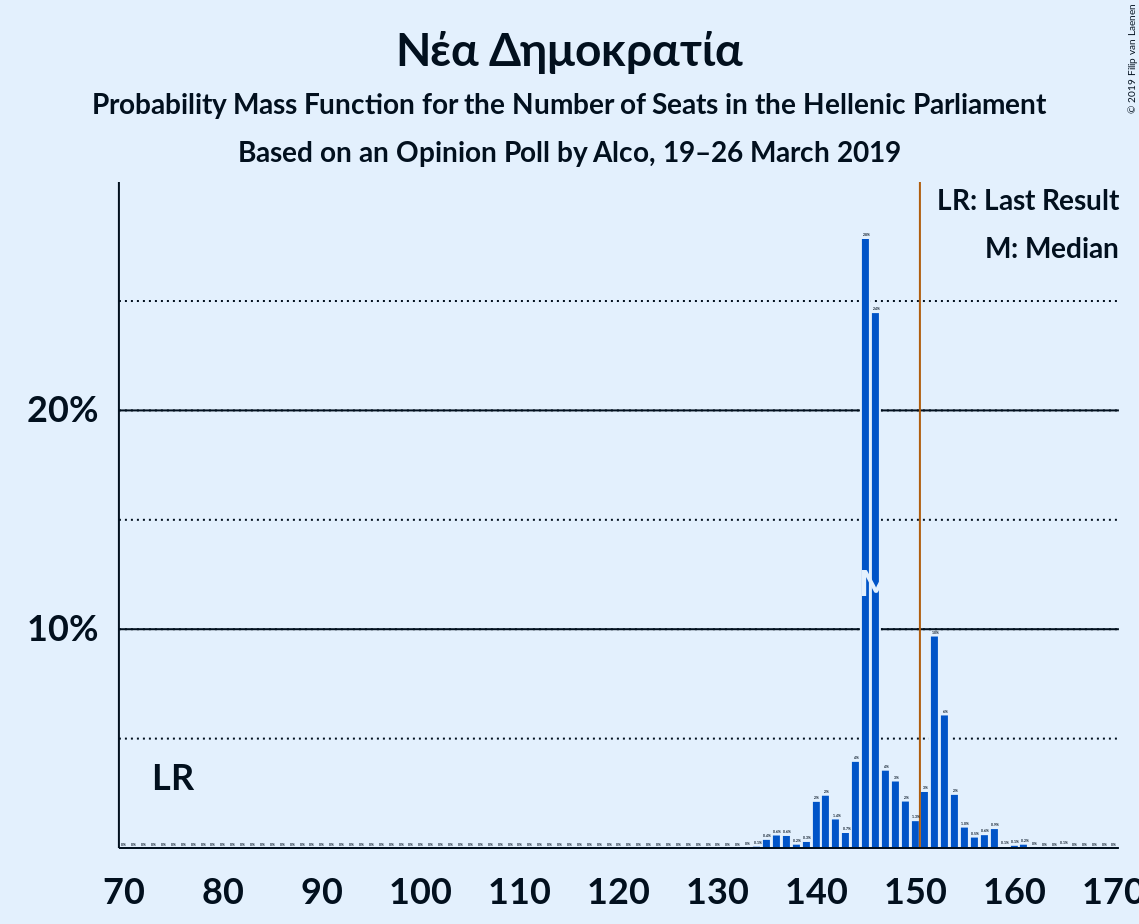 Νέα Δημοκρατία
Probability Mass Function for the Number of Seats in the Hellenic Parliament
Based on an Opinion Poll by Alco, 19–26 March 2019
© 2019 Filip van Laenen
LR: Last Result
M: Median
20%
10%
LR
M
70 80 90 100 110 120 130 140 150 160 170